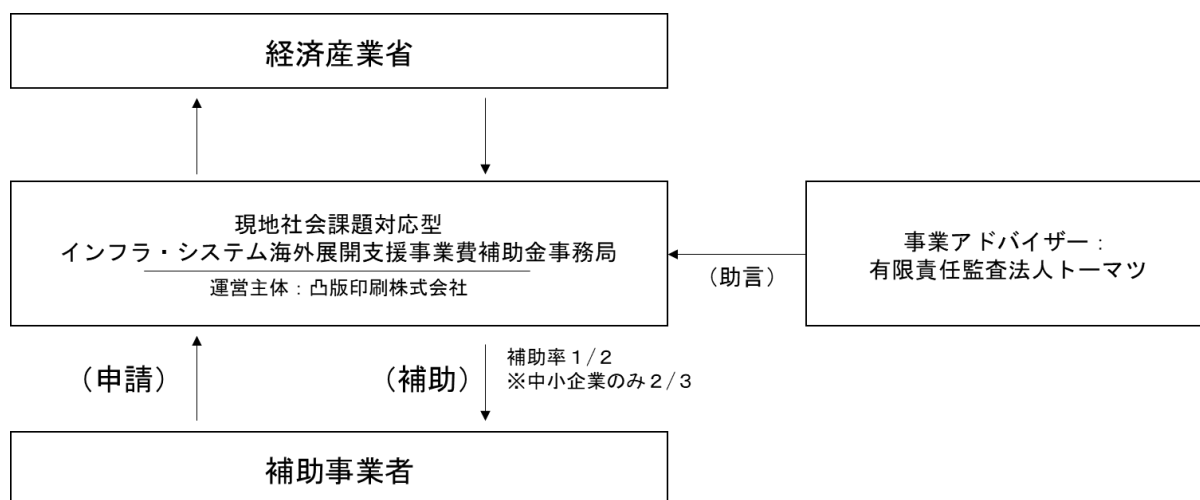 経済産業省
現地社会課題対応型
インフラ・システム海外展開支援事業費補助金事務局
運営主体：凸版印刷株式会社
（助言）
事業アドバイザー：
有限責任監査法人トーマツ
（申請）
（補助）
補助率１/２
※中小企業のみ２/３
補助事業者